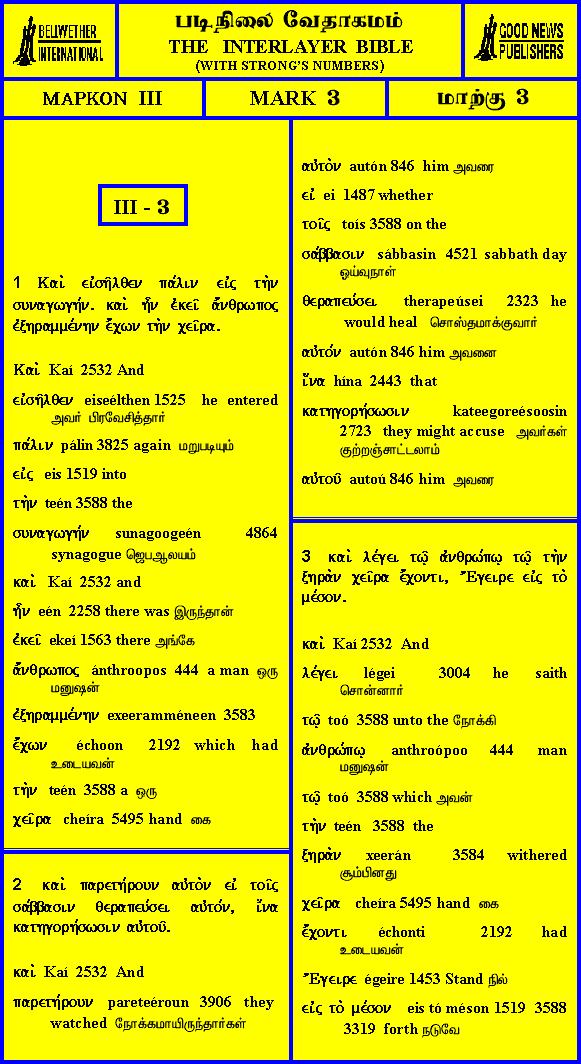 BELLWETHER
INTERNATIONAL
படிநிலை வேதாகமம்
THE INTERLAYER BIBLE
(WITH STRONG'S NUMBERS)
GOOD NEWS
PUBLISHERS
ΜΑΡΚΟΝ III
MARK 3
மாற்கு 3
III - 3
1 Καὶ εἰσῆλθεν πάλιν εἰς τὴν
συναγωγήν. καὶ ἦν ἐκεῖ ἄνθρωπος
ἐξηραμμένην ἔχων τὴν χεῖρα.
Καὶ Kaí 2532 And
εἰσῆλθεν eiseélthen 1525 he entered
அவர் பிரவேசித்தார்
πάλιν pálin 3825 again மறுபடியும்
εἰς eis 1519 into
τὴν teén 3588 the
συναγωγήν sunagoogeén 4864
synagogue ஜெபஆலயம்
καὶ Kaí 2532 and
ἦν eén 2258 there was இருந்தான்
ἐκεῖ ekeí 1563 there அங்கே
ἄνθρωπος ánthroopos 444 a man ஒரு
மனுஷன்
ἐξηραμμένην exeeramméneen 3583
ἔχων échoon 2192 which had
உடையவன்
τὴν teén 3588 a ஒரு
χεῖρα cheíra 5495 hand கை
2 καὶ παρετήρουν αὐτὸν εἰ τοῖς
σάββασιν θεραπεύσει αὐτόν, ἵνα
κατηγορήσωσιν αὐτοῦ.
καὶ Kaí 2532 And
παρετήρουν pareteéroun 3906 they
watched நோக்கமாயிருந்தார்கள்
αὐτὸν autón 846 him அவரை
εἰ ei 1487 whether
τοῖς toís 3588 on the
σάββασιν sábbasin 4521 sabbath day
ஓய்வுநாள்
θεραπεύσει therapeúsei 2323 he
would heal சொஸ்தமாக்குவார்
αὐτόν autón 846 him அவனை
ἵνα hína 2443 that
κατηγορήσωσιν kateegoreésoosin
2723 they might accuse அவர்கள்
குற்றஞ்சாட்டலாம்
αὐτοῦ autoú 846 him அவரை
3 καὶ λέγει τῷ ἀνθρώπῳ τῷ τὴν
ξηρὰν χεῖρα ἔχοντι, Ἔγειρε εἰς τὸ
μέσον.
καὶ Kaí 2532 And
λέγει légei 3004 he saith
சொன்னார்
τῷ toó 3588 unto the நோக்கி
ἀνθρώπῳ anthroópoo 444 man
மனுஷன்
τῷ toó 3588 which அவன்
τὴν teén 3588 the
ξηρὰν xeerán 3584 withered
சூம்பினது
χεῖρα cheíra 5495 hand கை
ἔχοντι échonti 2192 had
உடையவன்
Ἔγειρε égeire 1453 Stand நில்
εἰς τὸ μέσον eis tó méson 1519 3588
3319 forth நடுவே